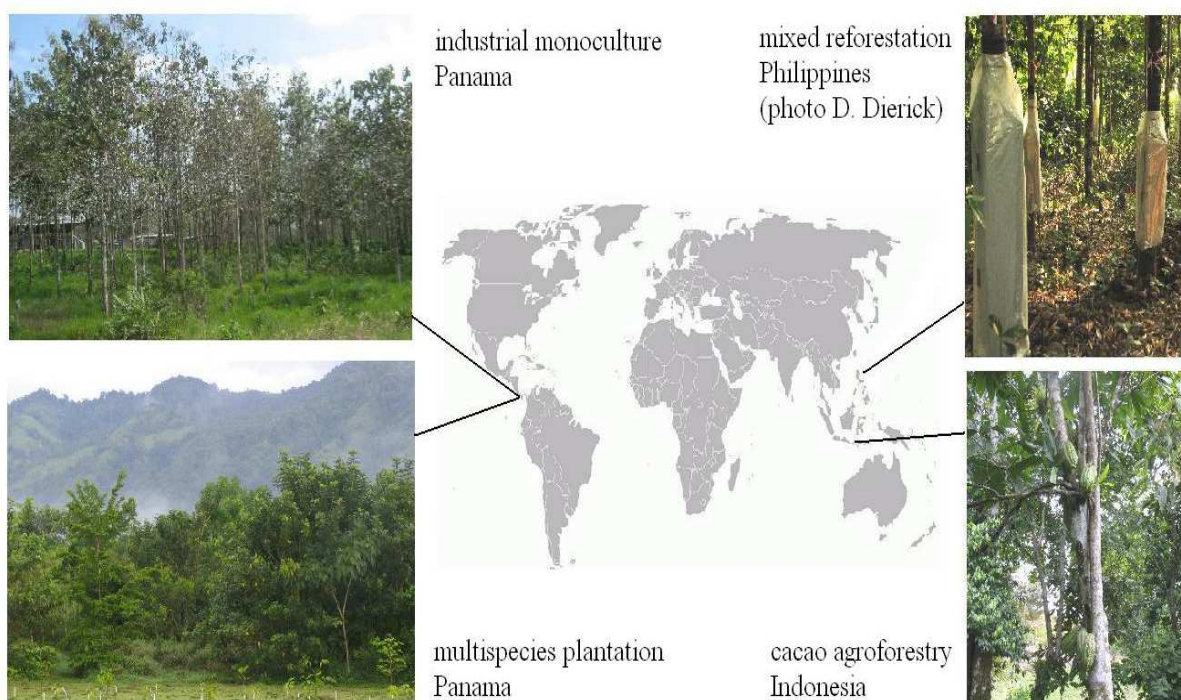 industrial monoculture
Panama
mixed reforestation
Philippines
(photo D. Dierick)
multispecies plantation
Panama
cacao agroforestry
Indonesia